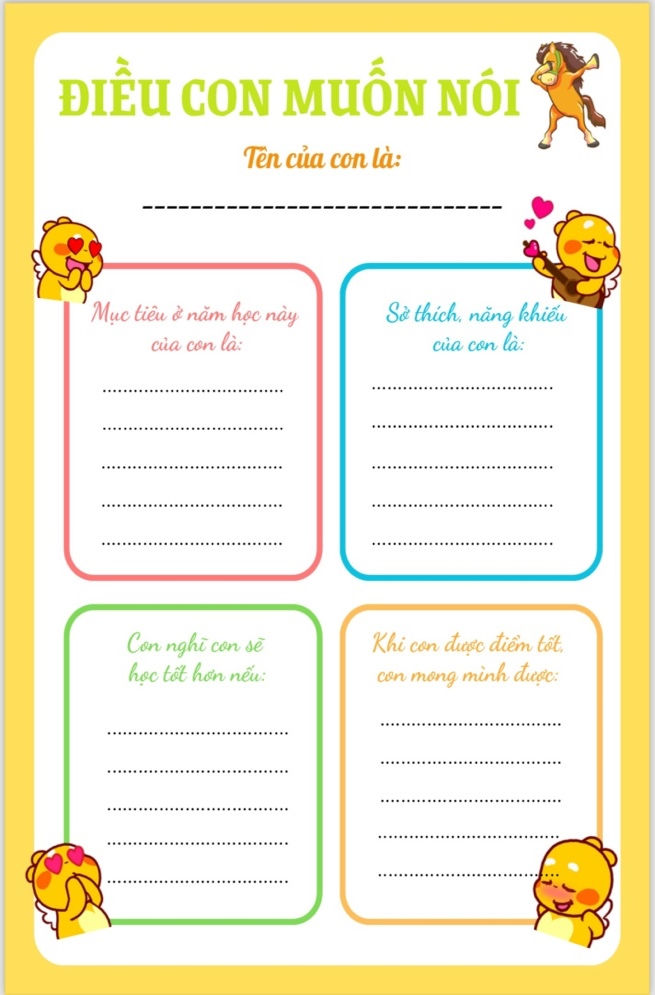 ĐIỀU CON MUỐN NÓI
Tên của con là:
______________________________
Mục tiêu ở năm học này
của con là:
..................................
..................................
..................................
..................................
..................................
Sở thích, năng khiếu
của con là:
..................................
..................................
..................................
..................................
..................................
Con nghĩ con sẽ
học tốt hơn nếu:
..................................
..................................
..................................
..................................
..................................
Khi con được điểm tốt,
con mong mình được:
..................................
..................................
..................................
..................................
..................................